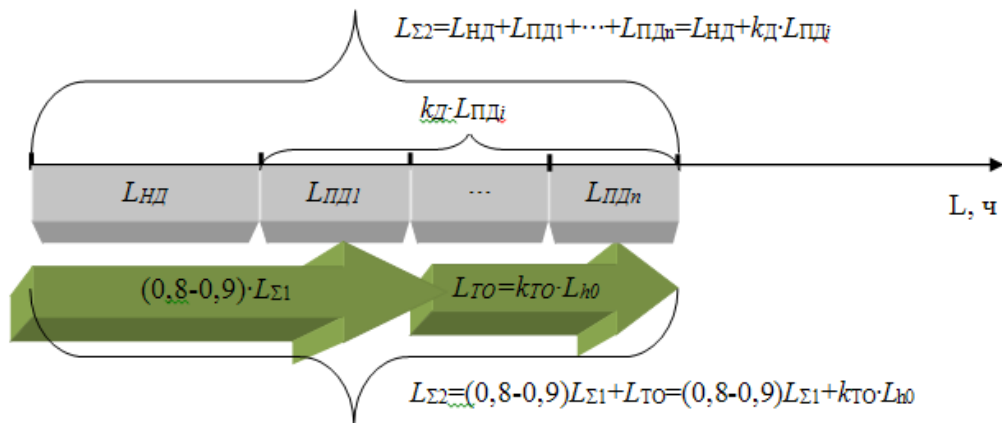 LΣ2=LНД+LПД1+⋯+LПДn=LНД+kД·LПДi
kД·LПДi
LНД LПД1 ⋯ LПДn
L, ч
(0,8-0,9)·LΣ1 LТО=kТО·Lh0
LΣ2=(0,8-0,9)LΣ1+LТО=(0,8-0,9)LΣ1+kТО·Lh0